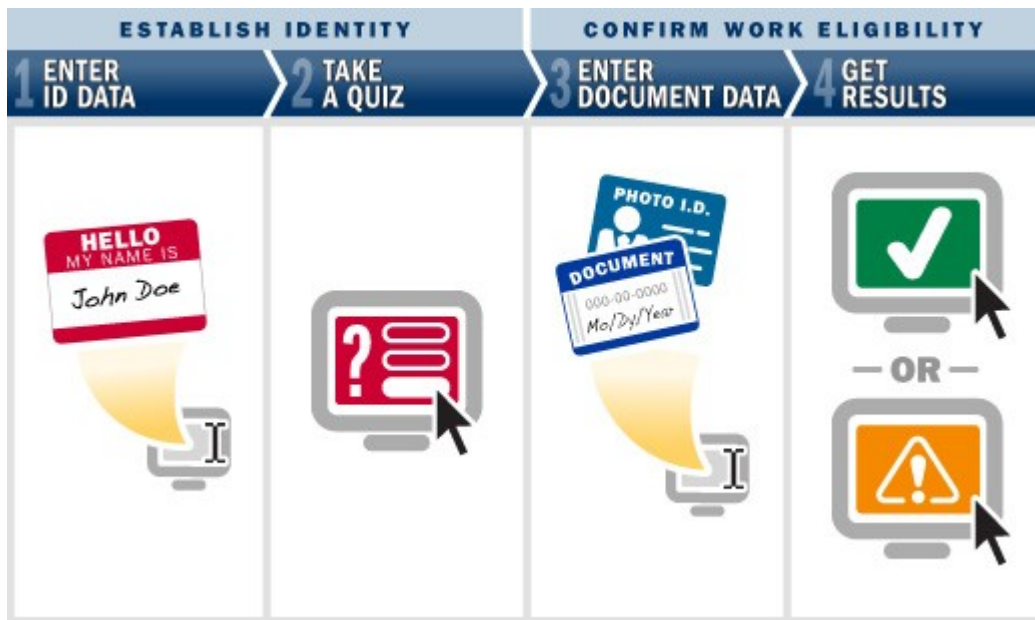 ESTABLISH IDENTITY
CONFIRM WORK ELIGIBILITY
1 ENTER
ID DATA
2 TAKE
A QUIZ
3 ENTER
DOCUMENT DATA
4 GET
RESULTS
HELLO
MY NAME IS
John Doe
?
PHOTO I.D.
DOCUMENT
000-00-0000
Mo/Dy/Year
— OR —